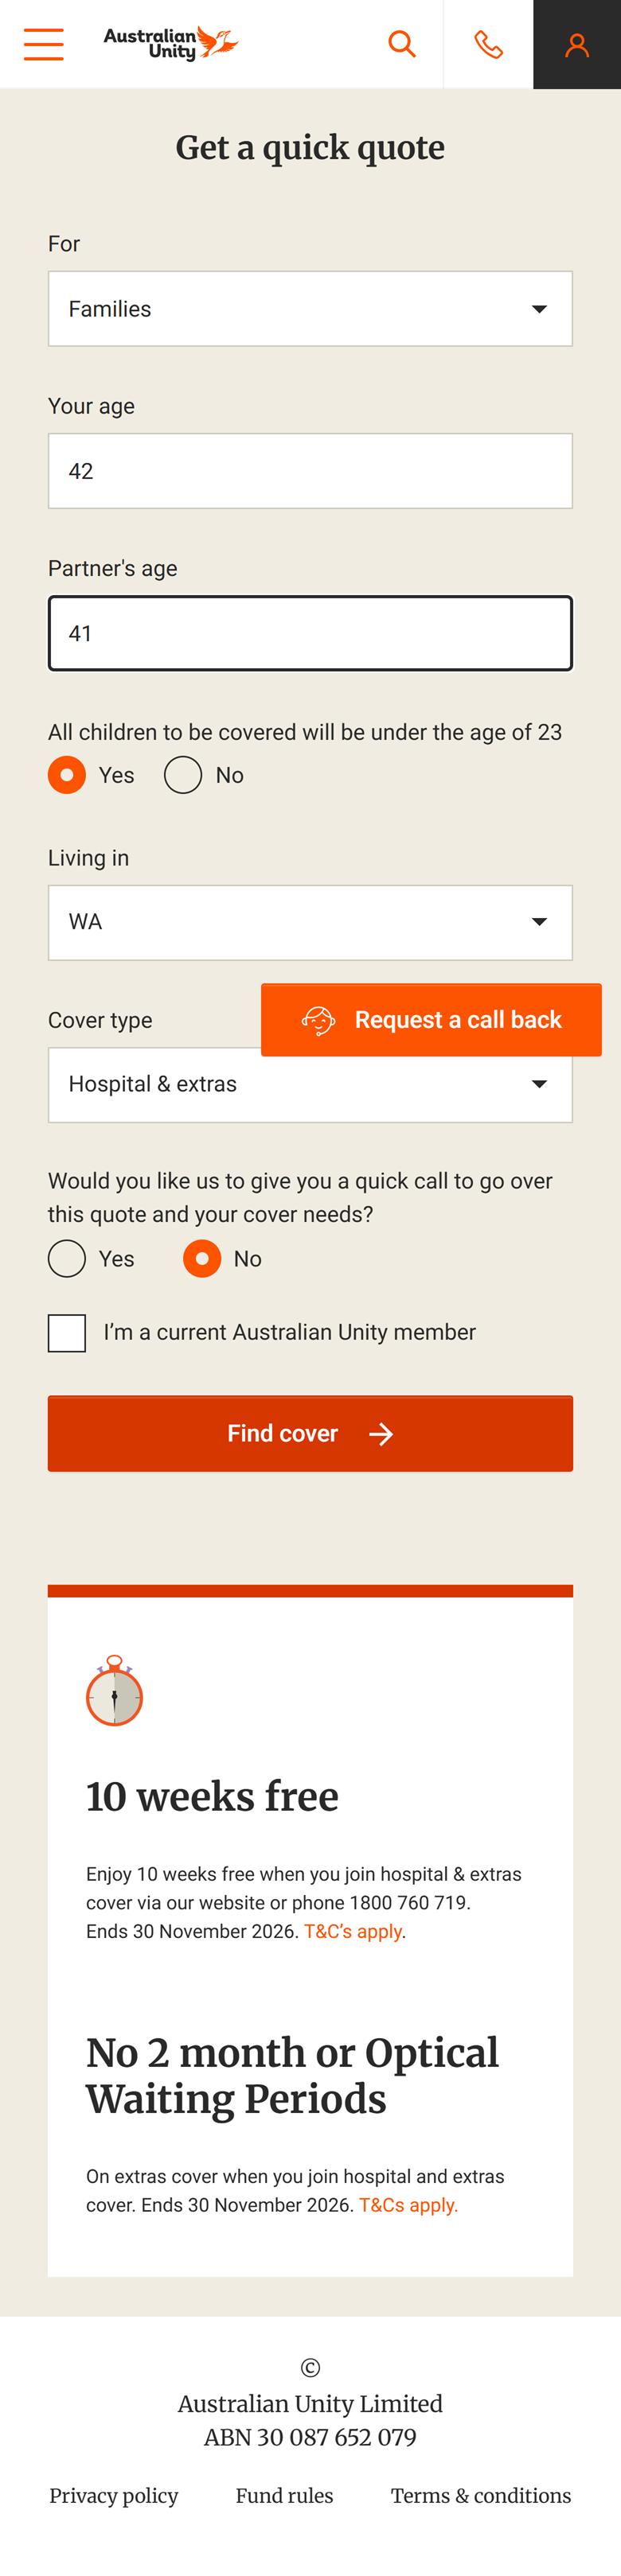 Australian
Unity
Get a quick quote
For
Families
Your age
42
Partner's age
41
All children to be covered will be under the age of 23
Yes No
Living in
WA
Cover type
Request a call back
Hospital & extras
Would you like us to give you a quick call to go over
this quote and your cover needs?
Yes No
I’m a current Australian Unity member
Find cover
10 weeks free
Enjoy 10 weeks free when you join hospital & extras
cover via our website or phone 1800 760 719.
Ends 30 November 2026. T&C’s apply.
No 2 month or Optical
Waiting Periods
On extras cover when you join hospital and extras
cover. Ends 30 November 2026. T&Cs apply.
©
Australian Unity Limited
ABN 30 087 652 079
Privacy policy Fund rules Terms & conditions